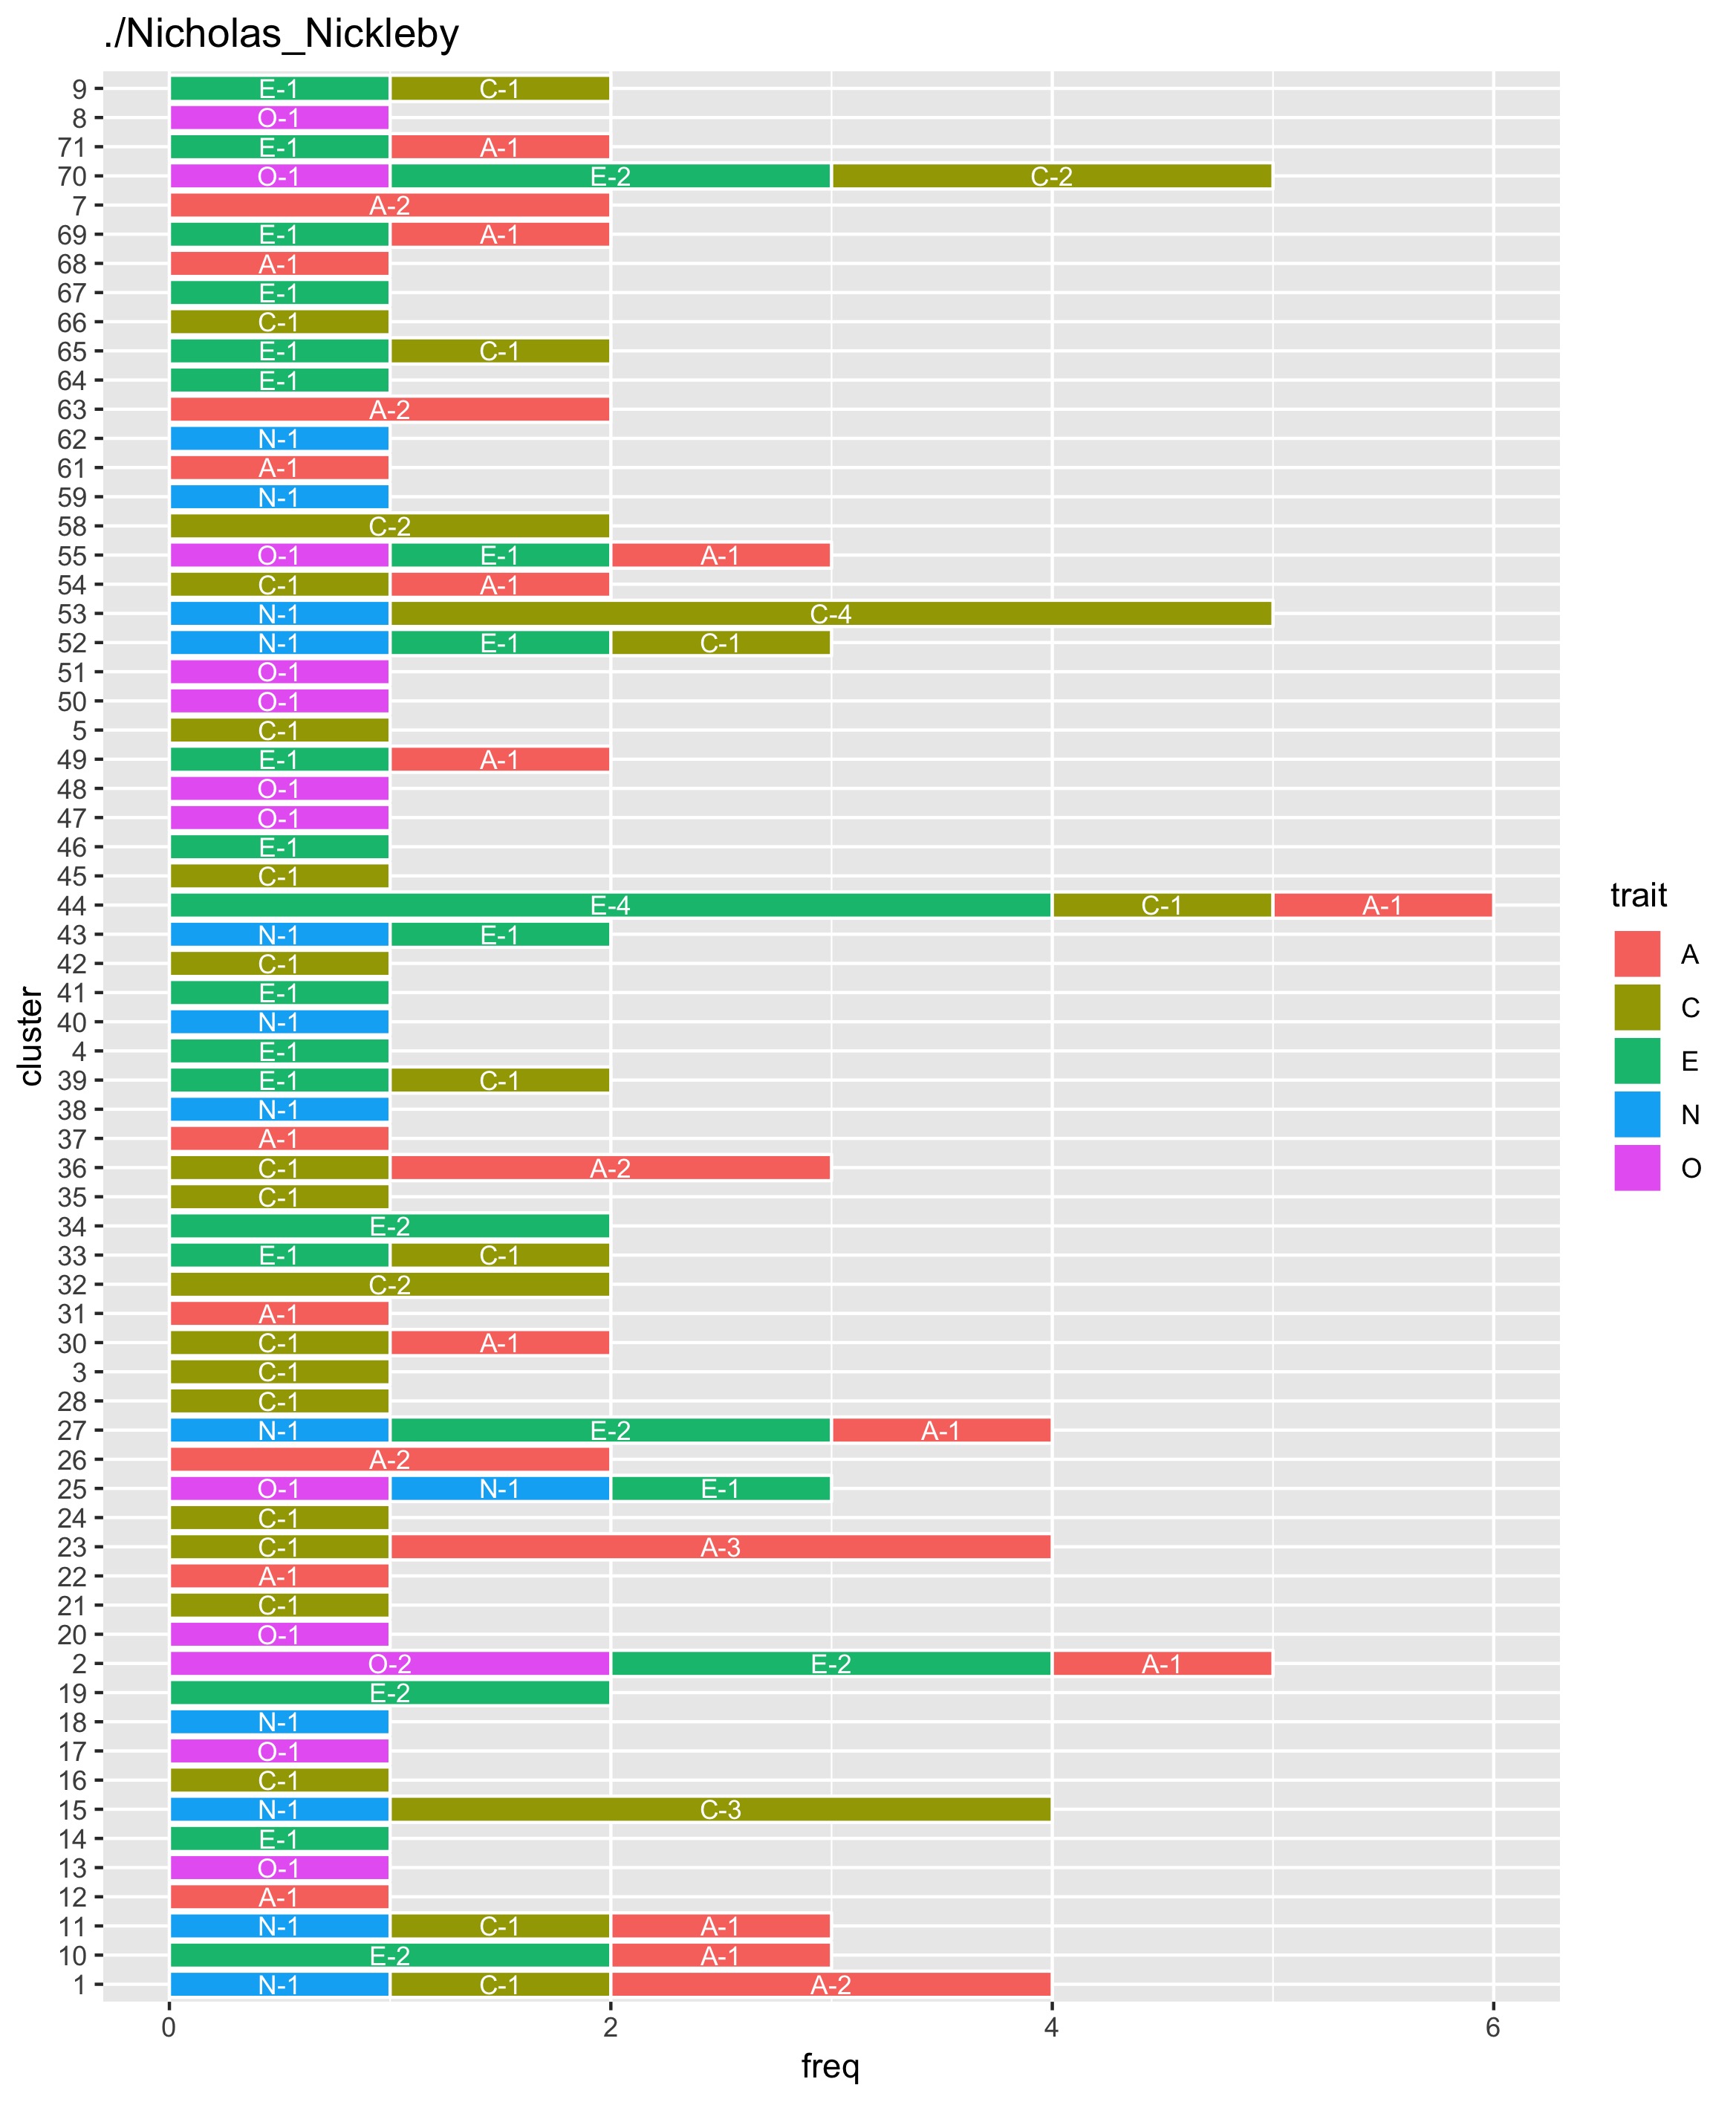 ./Nicholas_Nickleby
9 E-1 C-1
8 O-1
71 E-1 A-1
70 O-1 E-2 C-2
7 A-2
69 E-1 A-1
68 A-1
67 E-1
66 C-1
65 E-1 C-1
64 E-1
63 A-2
62 N-1
61 A-1
59 N-1
58 C-2
55 O-1 E-1 A-1
54 C-1 A-1
53 N-1 C-4
52 N-1 E-1 C-1
51 O-1
50 O-1
5 C-1
49 E-1 A-1
48 O-1
47 O-1
46 E-1
45 C-1
44 E-4 C-1 A-1
43 N-1 E-1
42 C-1
41 E-1
40 N-1
4 E-1
39 E-1 C-1
38 N-1
37 A-1
36 C-1 A-2
35 C-1
34 E-2
33 E-1 C-1
32 C-2
31 A-1
30 C-1 A-1
3 C-1
28 C-1
27 N-1 E-2 A-1
26 A-2
25 O-1 N-1 E-1
24 C-1
23 C-1 A-3
22 A-1
21 C-1
20 O-1
2 O-2 E-2 A-1
19 E-2
18 N-1
17 O-1
16 C-1
15 N-1 C-3
14 E-1
13 O-1
12 A-1
11 N-1 C-1 A-1
10 E-2 A-1
1 N-1 C-1 A-2
0 2 4 6
freq
cluster
trait
A
C
E
N
O